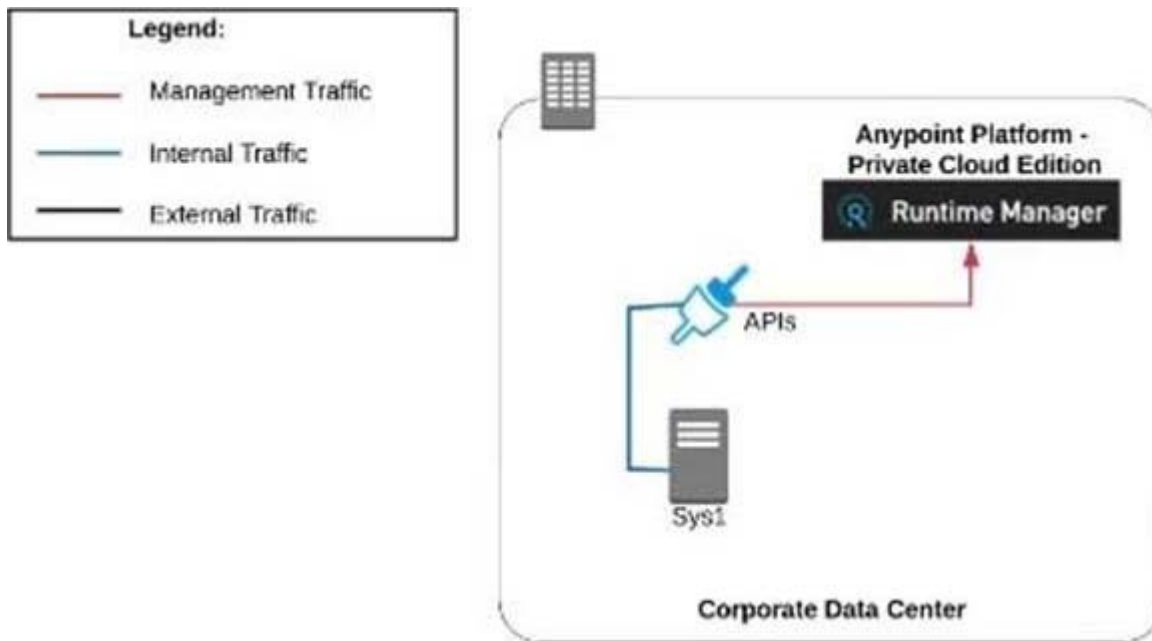 Legend:
Management Traffic
Internal Traffic
External Traffic
Anypoint Platform -
Private Cloud Edition
Runtime Manager
APIs
Sys1
Corporate Data Center